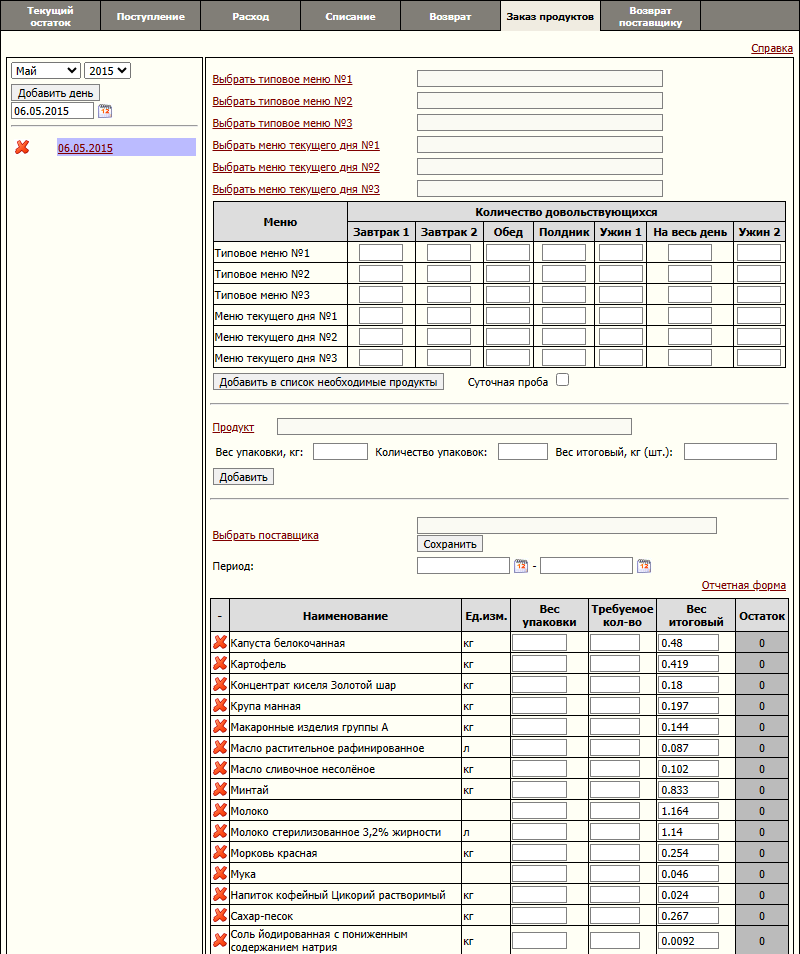 Текущий остаток
Поступление
Расход
Списание
Возврат
Заказ продуктов
Возврат поставщику
Справка
Май 2015
Добавить день
06.05.2015 12
06.05.2015
Выбрать типовое меню №1
Выбрать типовое меню №2
Выбрать типовое меню №3
Выбрать меню текущего дня №1
Выбрать меню текущего дня №2
Выбрать меню текущего дня №3
Меню Количество довольствующихся
Завтрак 1 Завтрак 2 Обед Полдник Ужин 1 На весь день Ужин 2
Типовое меню №1
Типовое меню №2
Типовое меню №3
Меню текущего дня №1
Меню текущего дня №2
Меню текущего дня №3
Добавить в список необходимые продукты Суточная проба
Продукт
Вес упаковки, кг: Количество упаковок: Вес итоговый, кг (шт.):
Добавить
Выбрать поставщика
Сохранить
Период: 12 - 12
Отчетная форма
- Наименование Ед.изм. Вес упаковки Требуемое кол-во Вес итоговый Остаток
Капуста белокочанная кг 0.48 0
Картофель кг 0.419 0
Концентрат киселя Золотой шар кг 0.18 0
Крупа манная кг 0.197 0
Макаронные изделия группы А кг 0.144 0
Масло растительное рафинированное л 0.087 0
Масло сливочное несолёное кг 0.102 0
Минтай кг 0.833 0
Молоко 1.164 0
Молоко стерилизованное 3,2% жирности л 1.14 0
Морковь красная кг 0.254 0
Мука 0.046 0
Напиток кофейный Цикорий растворимый кг 0.024 0
Сахар-песок кг 0.267 0
Соль йодированная с пониженным
содержанием натрия кг 0.0092 0